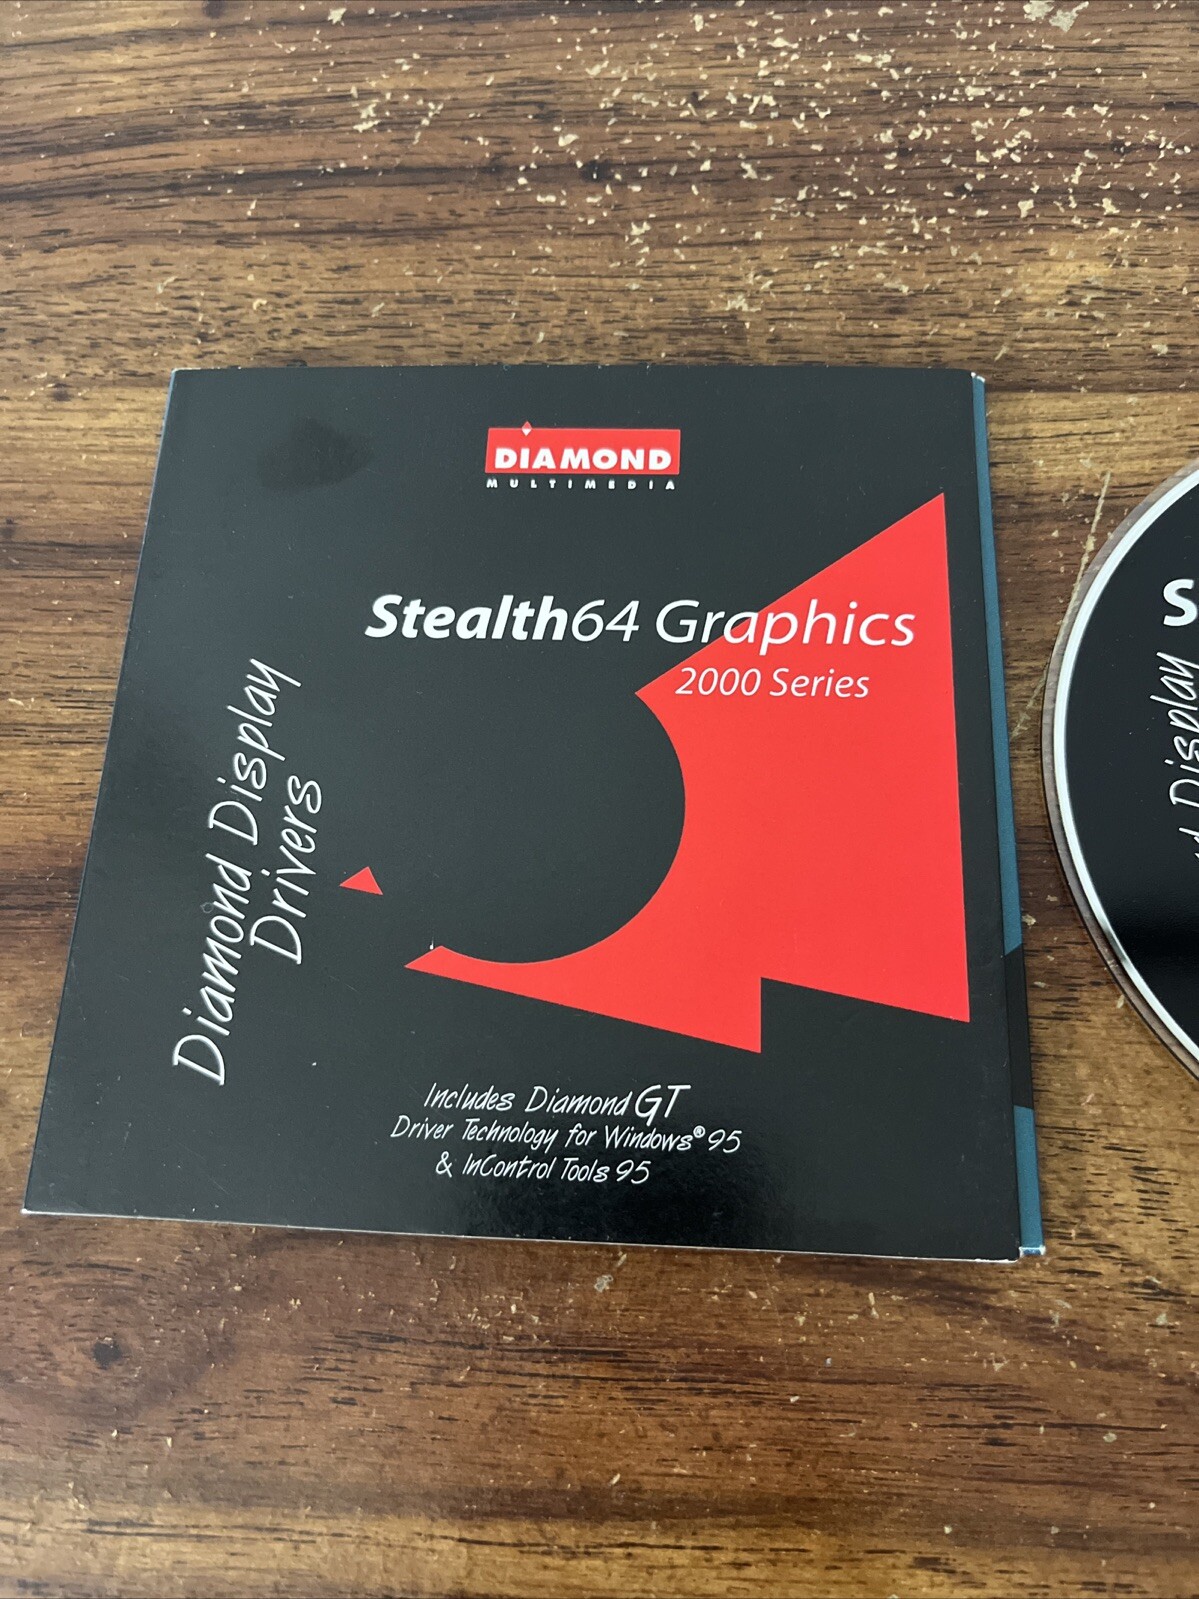 DIAMOND
MULTIMEDIA
Stealth64 Graphics
2000 Series
Diamond Display
Drivers
Includes Diamond GT
Driver Technology for Windows® 95
& InControl Tools 95
S
Display